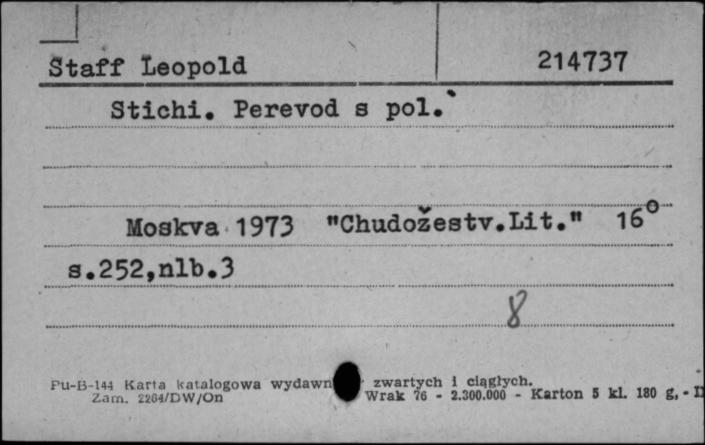 Staff Leopold 214737
Stichi. Perevod s pol.
Moskva 1973 "Chudožestv.Lit." 16°
s.252,nlb.3
8
Pu-B-144 Karta katalogowa wydawn zwartych i ciągłych.
Zam. 2264/DW/On Wrak 76 - 2.300.000 - Karton 5 kl. 180 g, - I